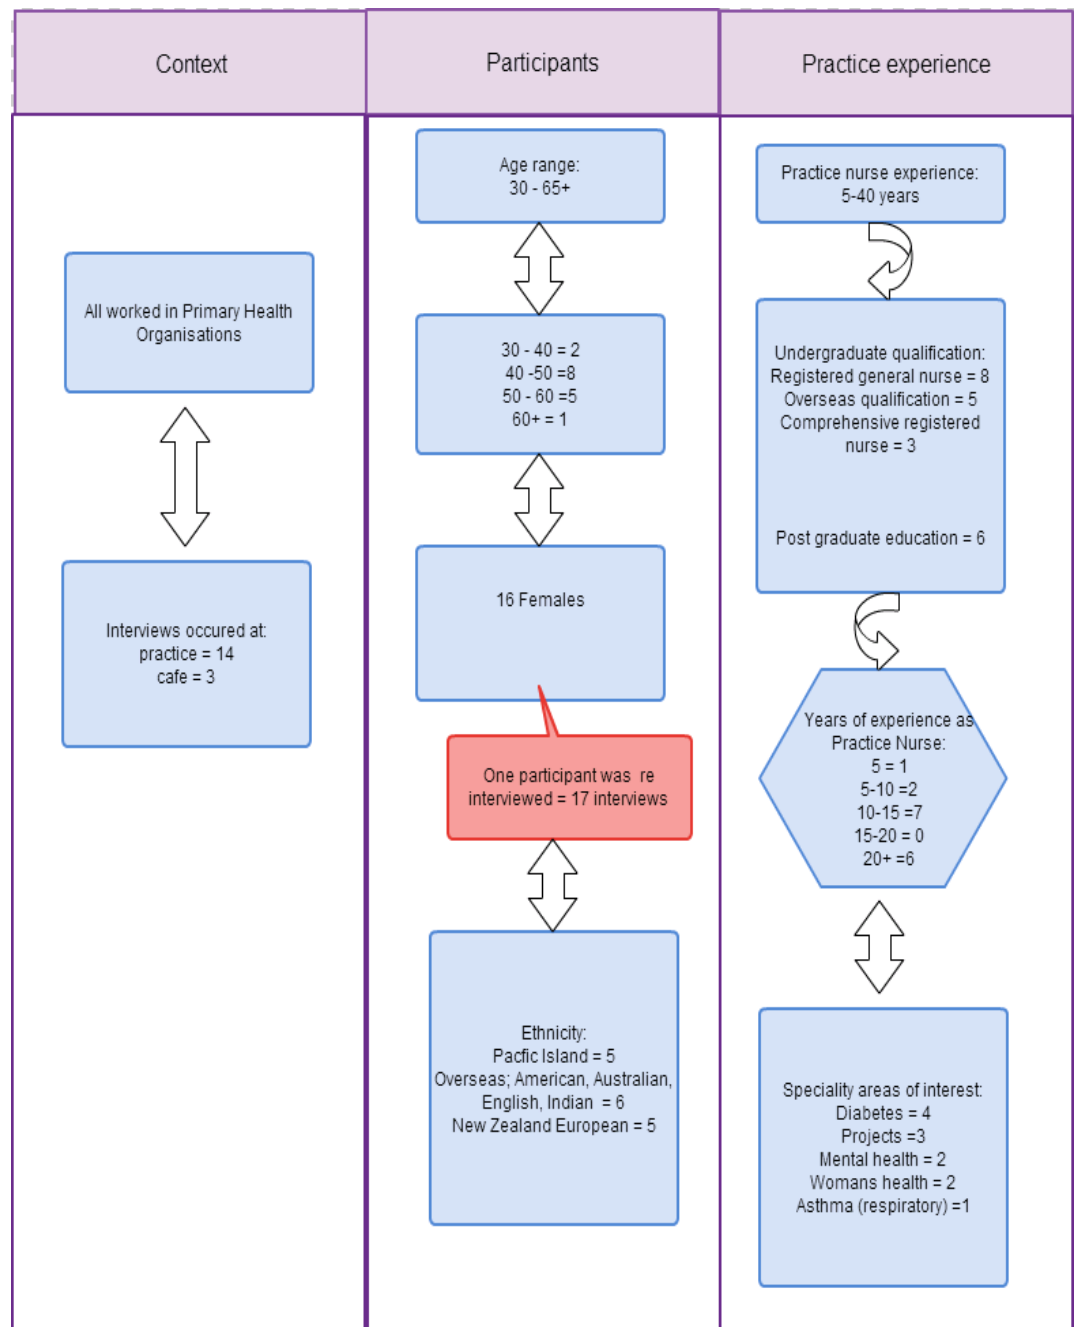 Context
Participants
Practice experience
All worked in Primary Health
Organisations
Interviews occured at:
practice = 14
cafe = 3
Age range:
30 - 65+
30 - 40 = 2
40 -50 =8
50 - 60 =5
60+ = 1
16 Females
One participant was re
interviewed = 17 interviews
Ethnicity:
Pacfic Island = 5
Overseas; American, Australian,
English, Indian = 6
New Zealand European = 5
Practice nurse experience:
5-40 years
Undergraduate qualification:
Registered general nurse = 8
Overseas qualification = 5
Comprehensive registered
nurse = 3
Post graduate education = 6
Years of experience as
Practice Nurse:
5 = 1
5-10 =2
10-15 =7
15-20 = 0
20+ =6
Speciality areas of interest:
Diabetes = 4
Projects =3
Mental health = 2
Womans health = 2
Asthma (respiratory) =1